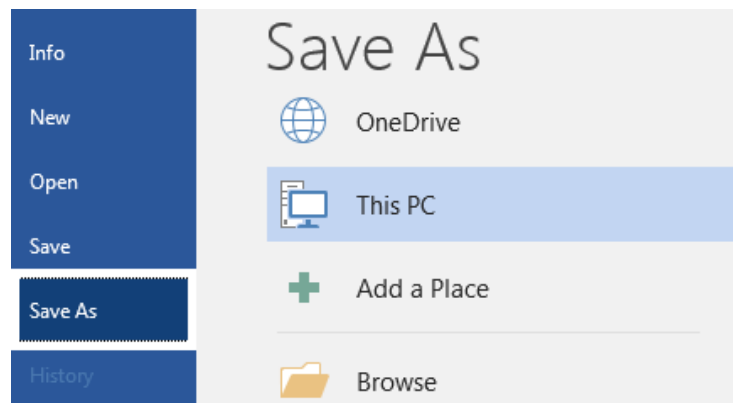 Info
New
Open
Save
Save As
History
Save As
OneDrive
This PC
Add a Place
Browse